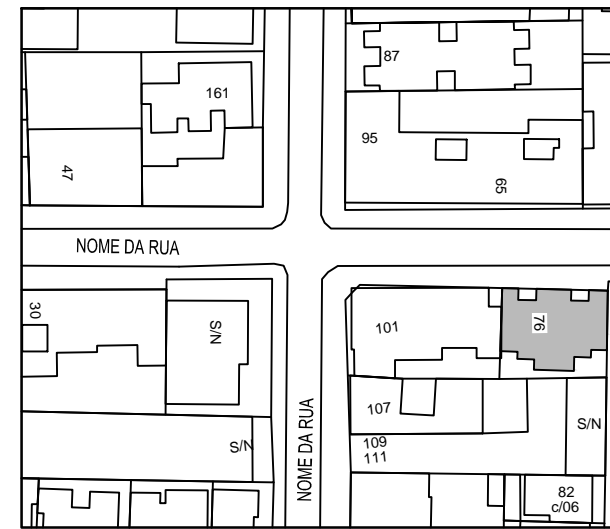 87
161
95
47
65
NOME DA RUA
30
S/N
101
76
107
S/N
S/N
109
111
NOME DA RUA
82
c/06